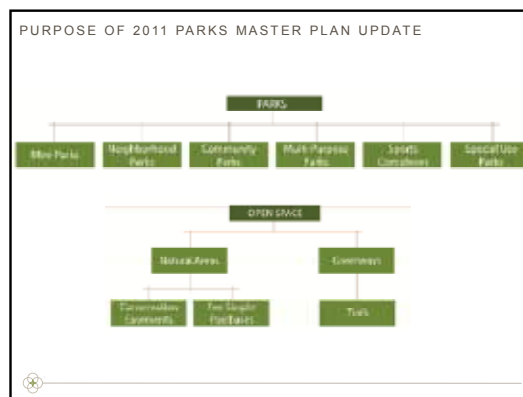 PURPOSE OF 2011 PARKS MASTER PLAN UPDATE
PARKS
Mini Parks
Neighborhood
Parks
Community
Parks
Multi-Purpose
Parks
Sports
Complexes
Special Use
Parks
OPEN SPACE
Natural Areas
Greenways
Conservation
Easements
Fee Simple
Purchases
Trails